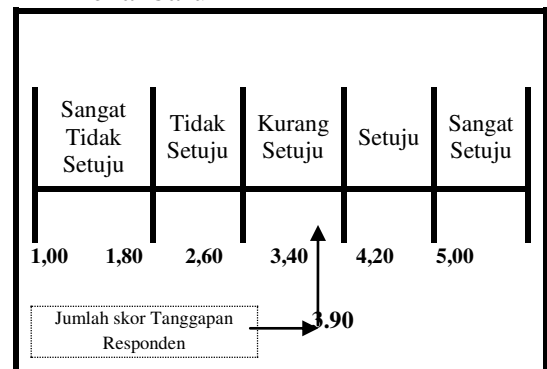 Sangat
Tidak
Setuju
Tidak
Setuju
Kurang
Setuju
Setuju
Sangat
Setuju
1,00 1,80 2,60 3,40 4,20 5,00
Jumlah skor Tanggapan
Responden
3.90